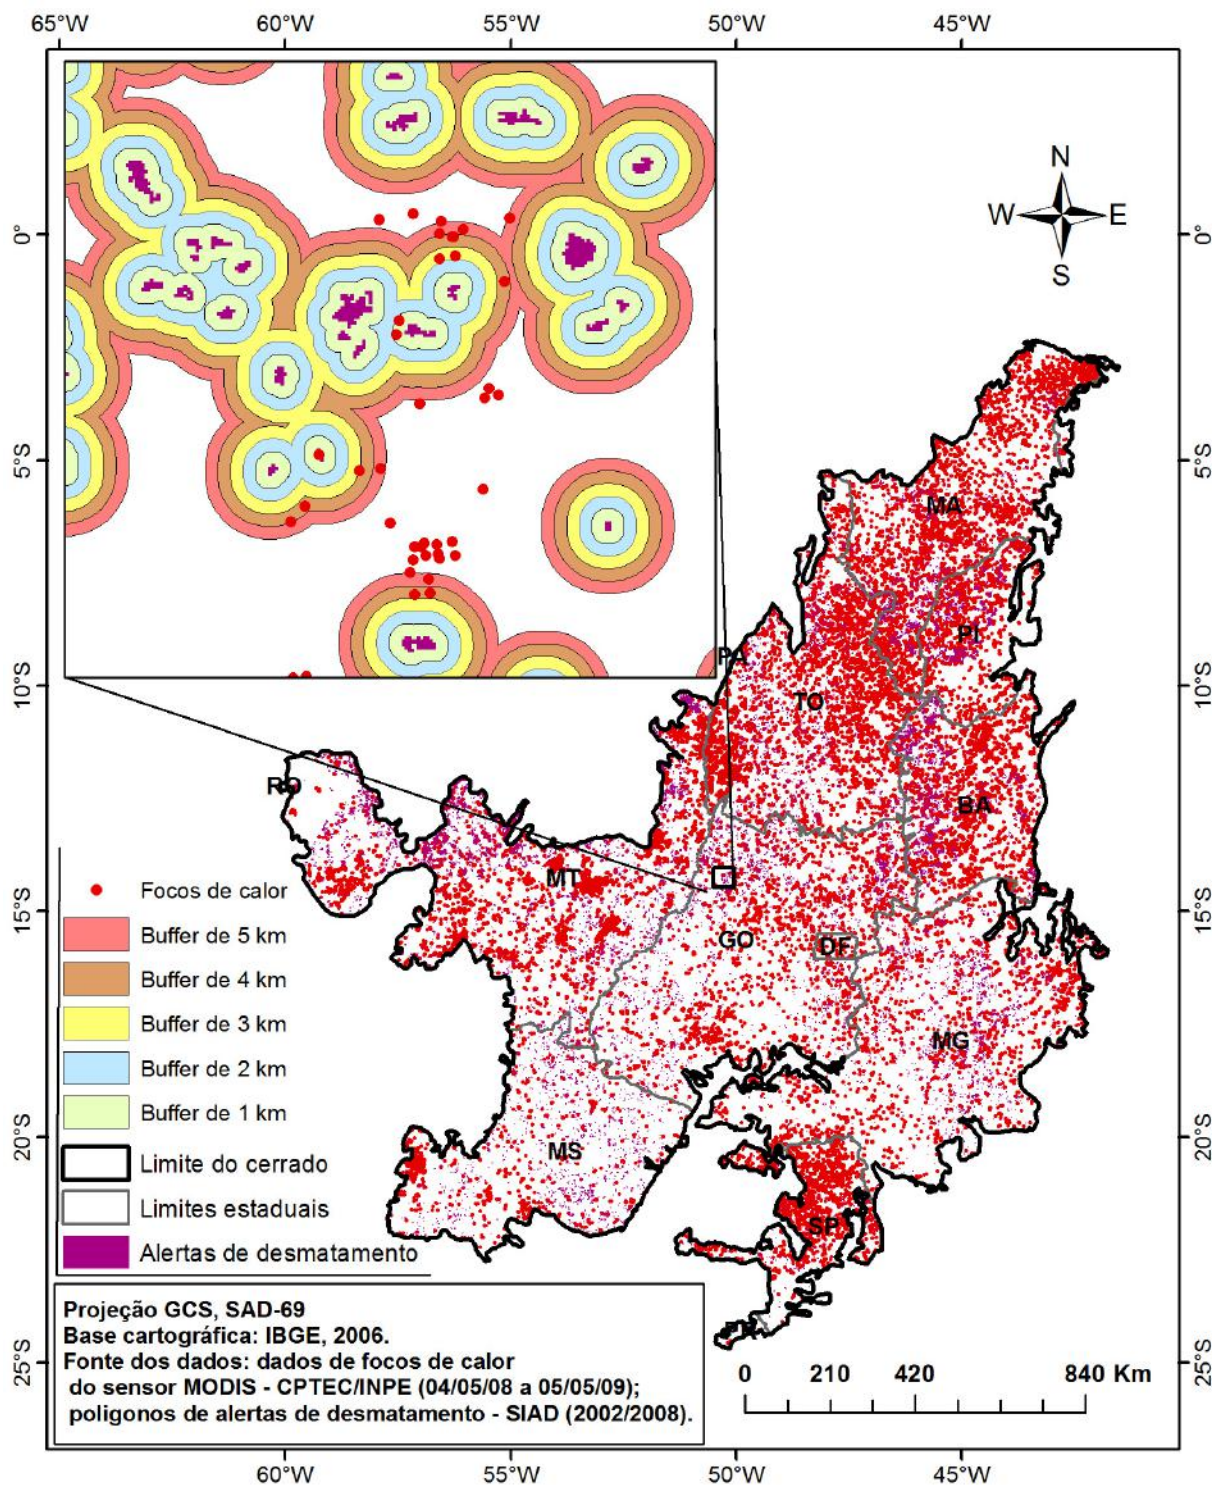 65°W 60°W 55°W 50°W 45°W
N
W E
S
0° 0°
5°S 5°S
10°S 10°S
15°S 15°S
20°S 20°S
25°S 25°S
MA
PI
PA
TO
RO
BA
MT
GO
DF
MG
MS
SP
Focos de calor
Buffer de 5 km
Buffer de 4 km
Buffer de 3 km
Buffer de 2 km
Buffer de 1 km
Limite do cerrado
Limites estaduais
Alertas de desmatamento
Projeção GCS, SAD-69
Base cartográfica: IBGE, 2006.
Fonte dos dados: dados de focos de calor
do sensor MODIS - CPTEC/INPE (04/05/08 a 05/05/09);
poligonos de alertas de desmatamento - SIAD (2002/2008).
0 210 420 840 Km
60°W 55°W 50°W 45°W